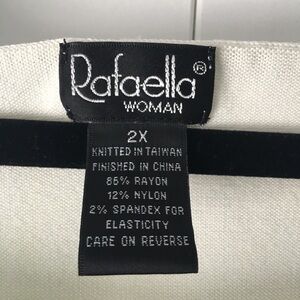 Rafaella®
WOMAN
2X
KNITTED IN TAIWAN
FINISHED IN CHINA
85% RAYON
12% NYLON
2% SPANDEX FOR
ELASTICITY
CARE ON REVERSE